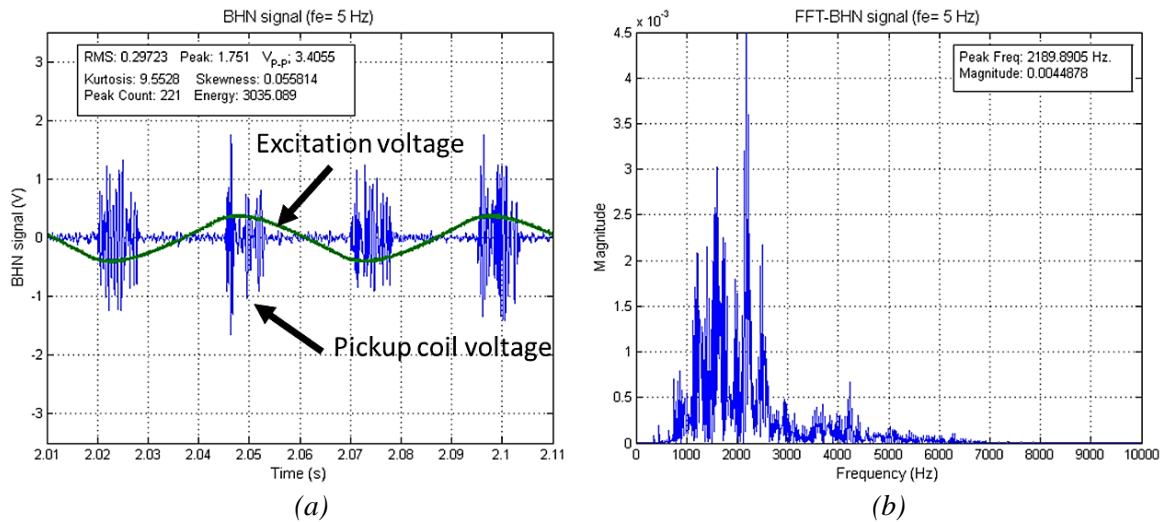 BHN signal (fe= 5 Hz)
RMS: 0.29723 Peak: 1.751 VP-P; 3.4055
Kurtosis: 9.5528 Skewness: 0.055814
Peak Count: 221 Energy: 3035.089
Excitation voltage
Pickup coil voltage
BHN signal (V)
3
2
1
0
-1
-2
-3
2.01 2.02 2.03 2.04 2.05 2.06 2.07 2.08 2.09 2.1 2.11
Time (s)
(a)
FFT-BHN signal (fe= 5 Hz)
x 10-3
Peak Freq: 2189.8905 Hz.
Magnitude: 0.0044878
Magnitude
4.5
4
3.5
3
2.5
2
1.5
1
0.5
0
0 1000 2000 3000 4000 5000 6000 7000 8000 9000 10000
Frequency (Hz)
(b)